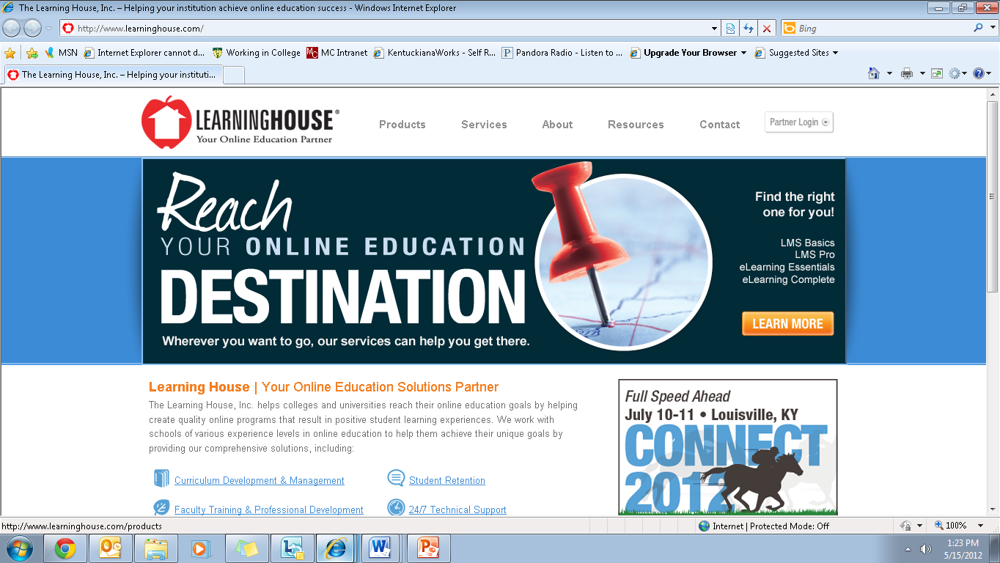 The Learning House, Inc. – Helping your institution achieve online education success - Windows Internet Explorer
http://www.learninghouse.com/
Bing
MSN Internet Explorer cannot d... Working in College MC Intranet KentuckianaWorks - Self R... Pandora Radio - Listen to ... Upgrade Your Browser Suggested Sites
The Learning House, Inc. – Helping your instituti...
LEARNINGHOUSE®
Your Online Education Partner
Products Services About Resources Contact Partner Login
Reach
YOUR ONLINE EDUCATION
DESTINATION
Wherever you want to go, our services can help you get there.
Find the right
one for you!
LMS Basics
LMS Pro
eLearning Essentials
eLearning Complete
LEARN MORE
Learning House | Your Online Education Solutions Partner
The Learning House, Inc. helps colleges and universities reach their online education goals by helping
create quality online programs that result in positive student learning experiences. We work with
schools of various experience levels in online education to help them achieve their unique goals by
providing our comprehensive solutions, including:
Curriculum Development & Management
Student Retention
Faculty Training & Professional Development
24/7 Technical Support
Full Speed Ahead
July 10-11 • Louisville, KY
CONNECT
2012
http://www.learninghouse.com/products
Internet | Protected Mode: Off
100%
1:23 PM
5/15/2012